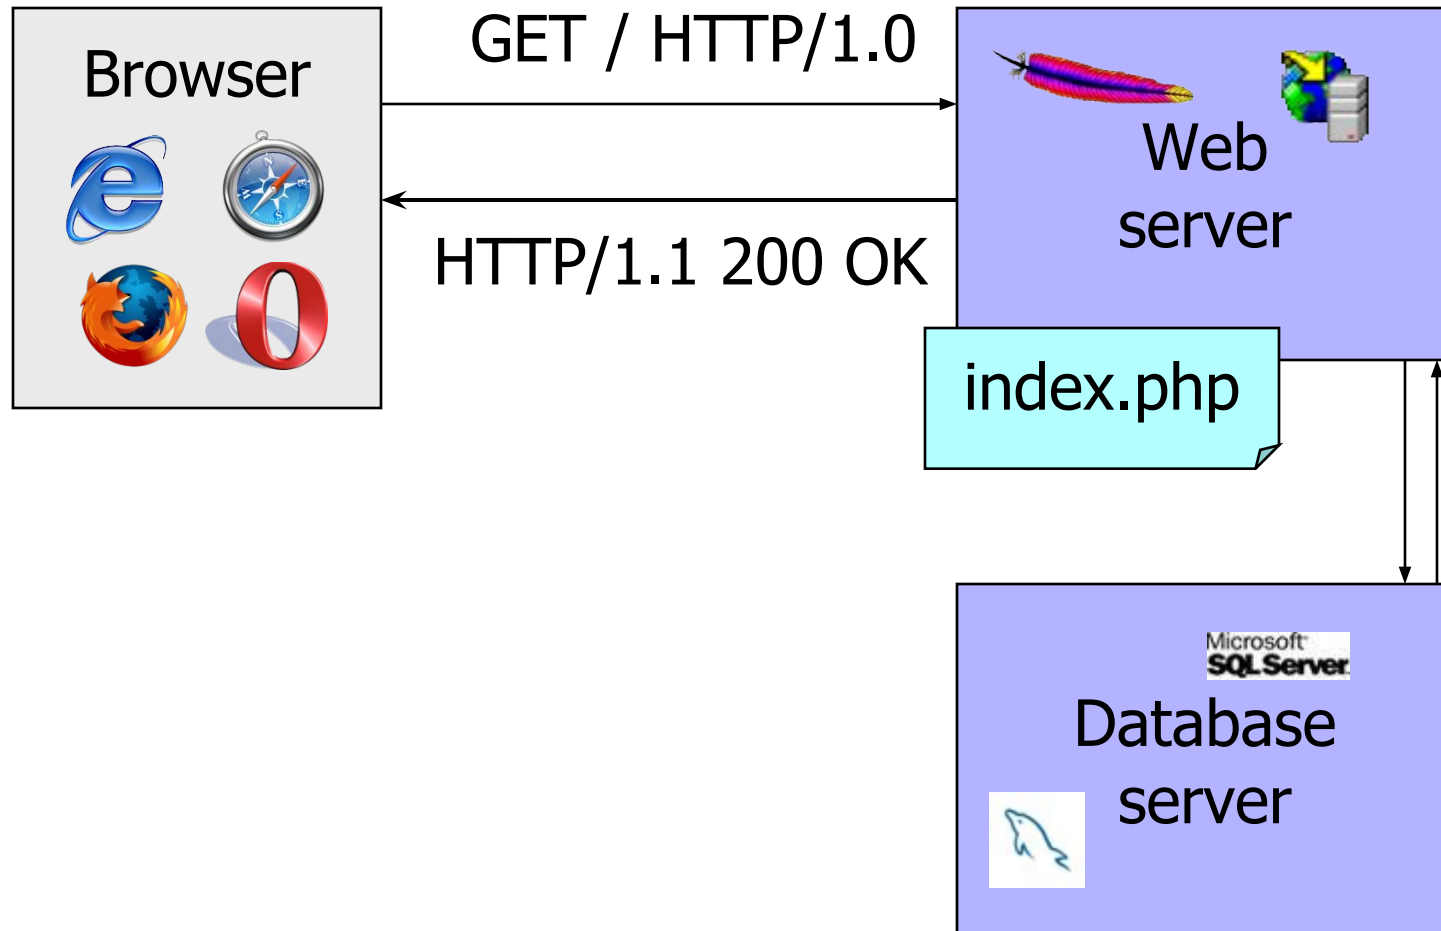 Browser
GET / HTTP/1.0
Web
server
HTTP/1.1 200 OK
index.php
Microsoft
SQL Server
Database
server